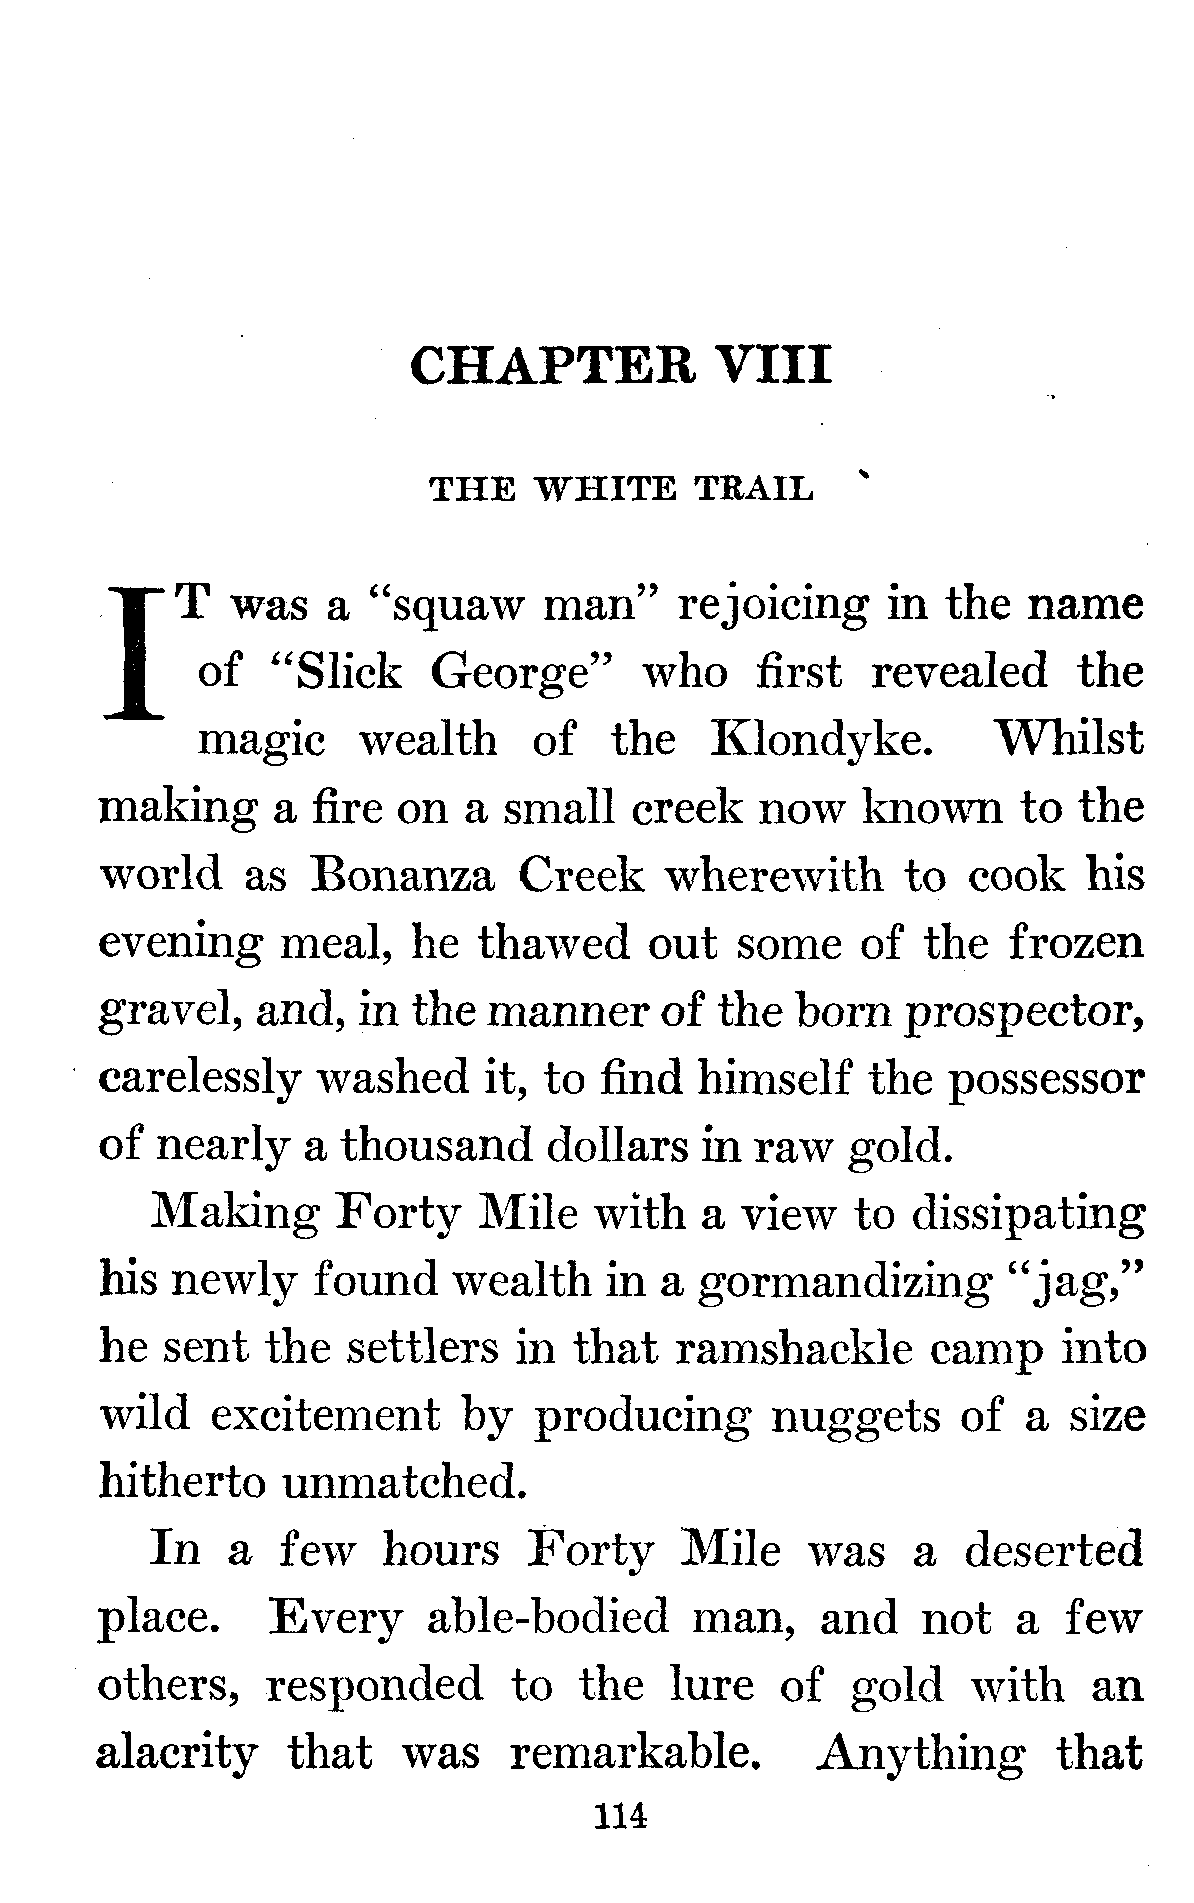 CHAPTER VIII
THE WHITE TRAIL
IT was a "squaw man" rejoicing in the name
of "Slick George" who first revealed the
magic wealth of the Klondyke. Whilst
making a fire on a small creek now known to the
world as Bonanza Creek wherewith to cook his
evening meal, he thawed out some of the frozen
gravel, and, in the manner of the born prospector,
carelessly washed it, to find himself the possessor
of nearly a thousand dollars in raw gold.
Making Forty Mile with a view to dissipating
his newly found wealth in a gormandizing "jag,"
he sent the settlers in that ramshackle camp into
wild excitement by producing nuggets of a size
hitherto unmatched.
In a few hours Forty Mile was a deserted
place. Every able-bodied man, and not a few
others, responded to the lure of gold with an
alacrity that was remarkable. Anything that
114